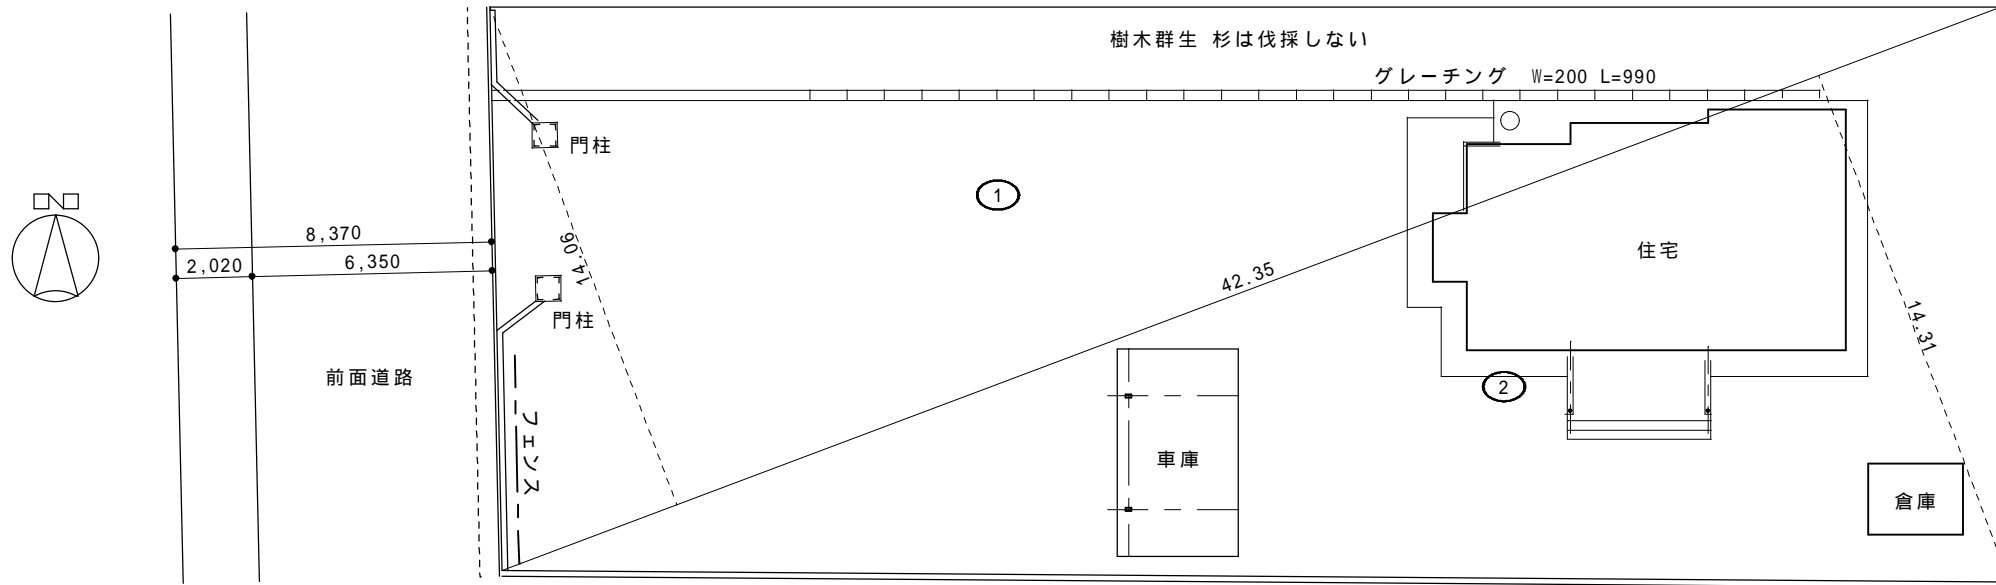 樹木群生 杉は伐採しない
グレーチング W=200 L=990
門柱
1
N
8,370
2,020
6,350
14.06
42.35
住宅
門柱
14.31
前面道路
2
フェンス
車庫
倉庫